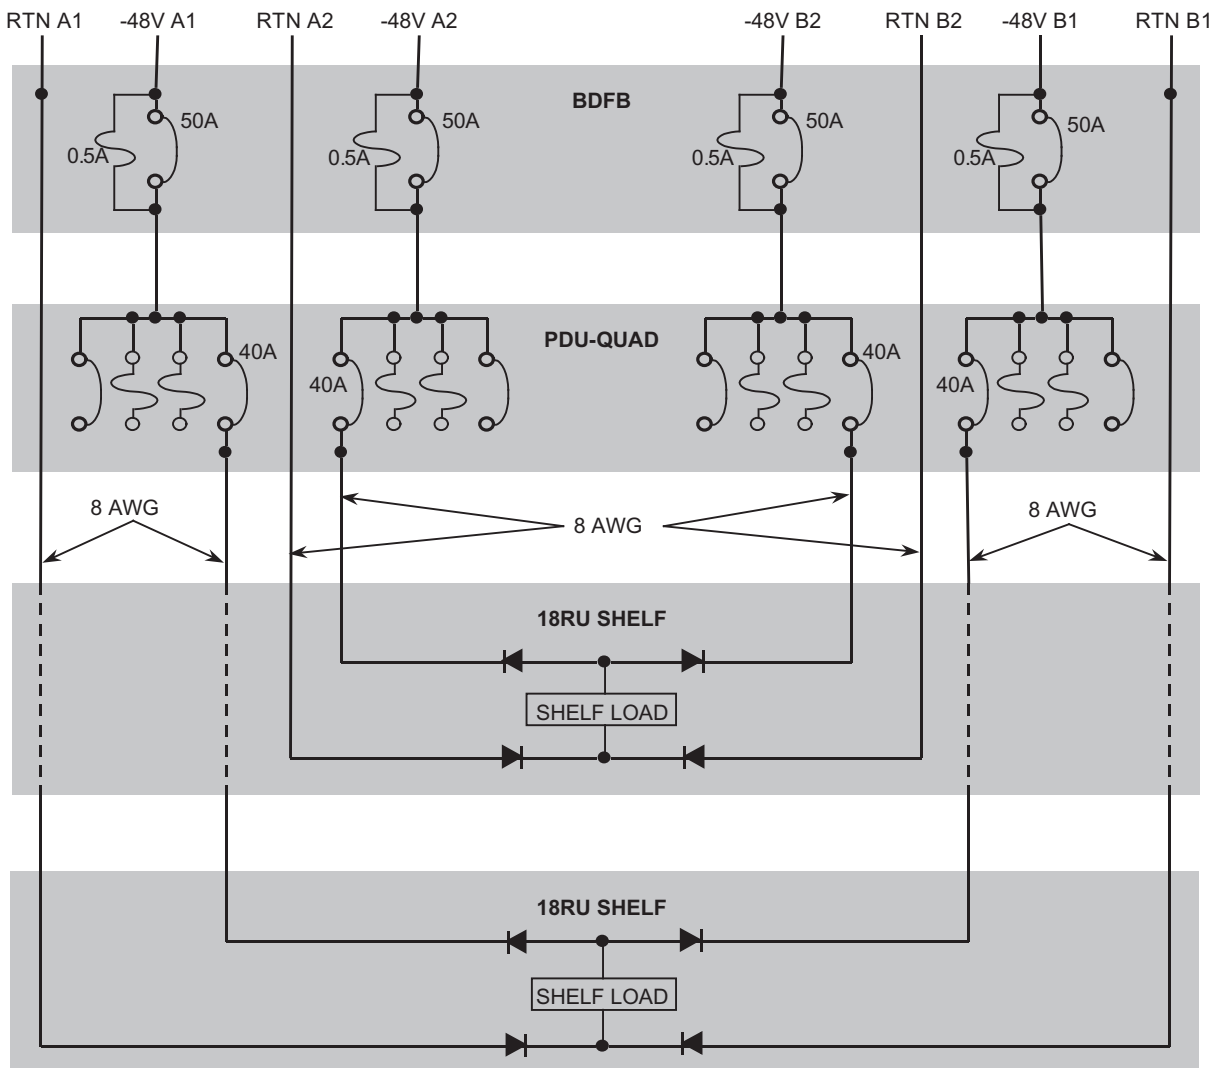 RTN A1 -48V A1 RTN A2 -48V A2 -48V B2 RTN B2 -48V B1 RTN B1
BDFB
50A 50A 50A 50A
0.5A 0.5A 0.5A 0.5A
PDU-QUAD
40A 40A 40A 40A
8 AWG 8 AWG 8 AWG
18RU SHELF
SHELF LOAD
18RU SHELF
SHELF LOAD